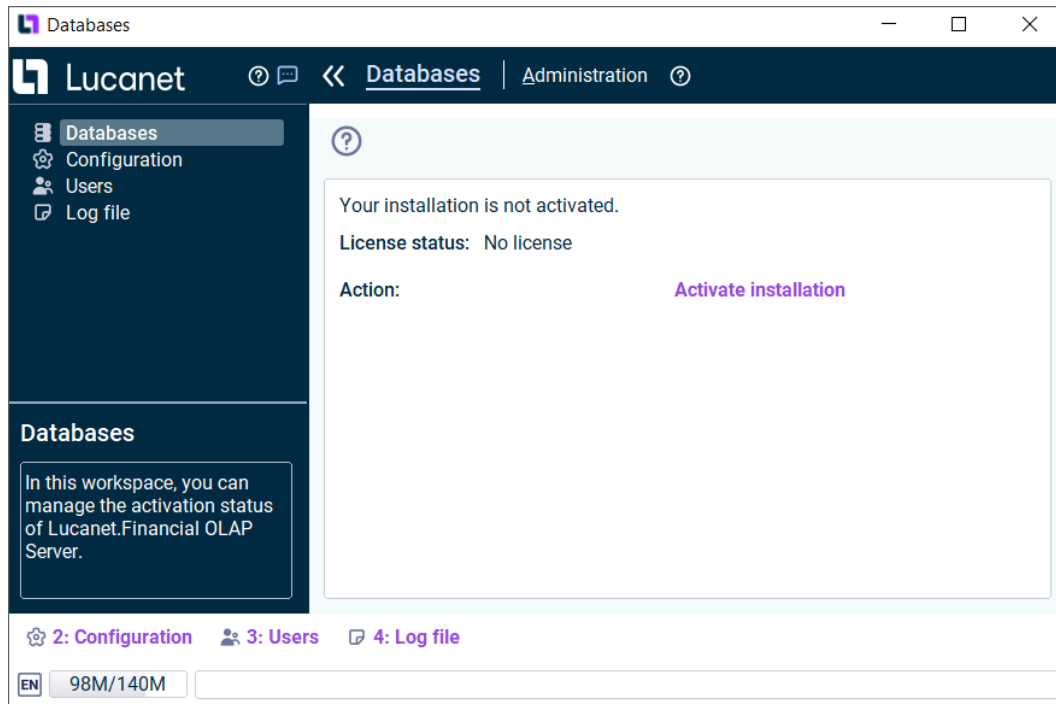 Databases
Lucanet
Databases
Administration
Databases
Configuration
Users
Log file
Your installation is not activated.
License status: No license
Action: Activate installation
Databases
In this workspace, you can
manage the activation status
of Lucanet.Financial OLAP
Server.
2: Configuration 3: Users 4: Log file
EN 98M/140M